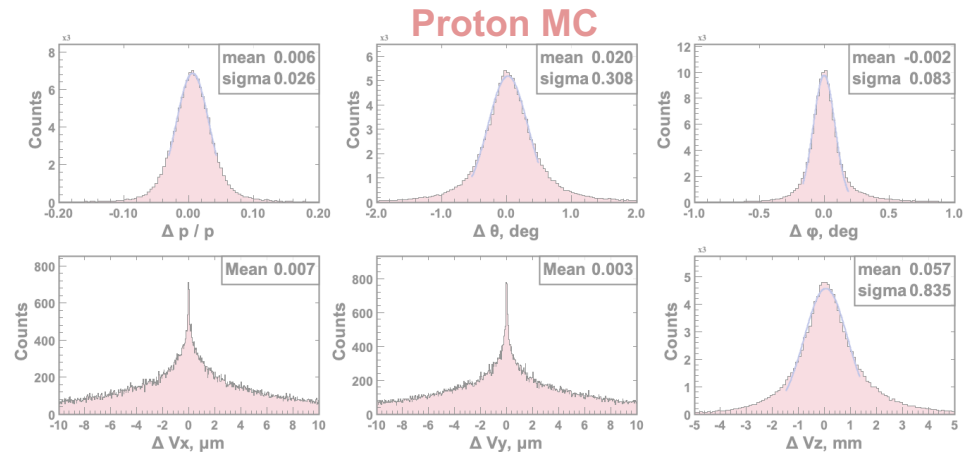 Proton MC
x3
8
6
4
2
0
Counts
mean 0.006
sigma 0.026
-0.20 -0.10 0.00 0.10 0.20
Δ p / p
x3
6
5
4
3
2
1
0
Counts
mean 0.020
sigma 0.308
-2.0 -1.0 0.0 1.0 2.0
Δ θ, deg
x3
12
10
8
6
4
2
0
Counts
mean -0.002
sigma 0.083
-1.0 -0.5 0.0 0.5 1.0
Δ φ, deg
800
600
400
200
0
Counts
Mean 0.007
-10 -8 -6 -4 -2 0 2 4 6 8 10
Δ Vx, µm
800
600
400
200
0
Counts
Mean 0.003
-10 -8 -6 -4 -2 0 2 4 6 8 10
Δ Vy, µm
x3
5
4
3
2
1
0
Counts
mean 0.057
sigma 0.835
-5 -4 -3 -2 -1 0 1 2 3 4 5
Δ Vz, mm